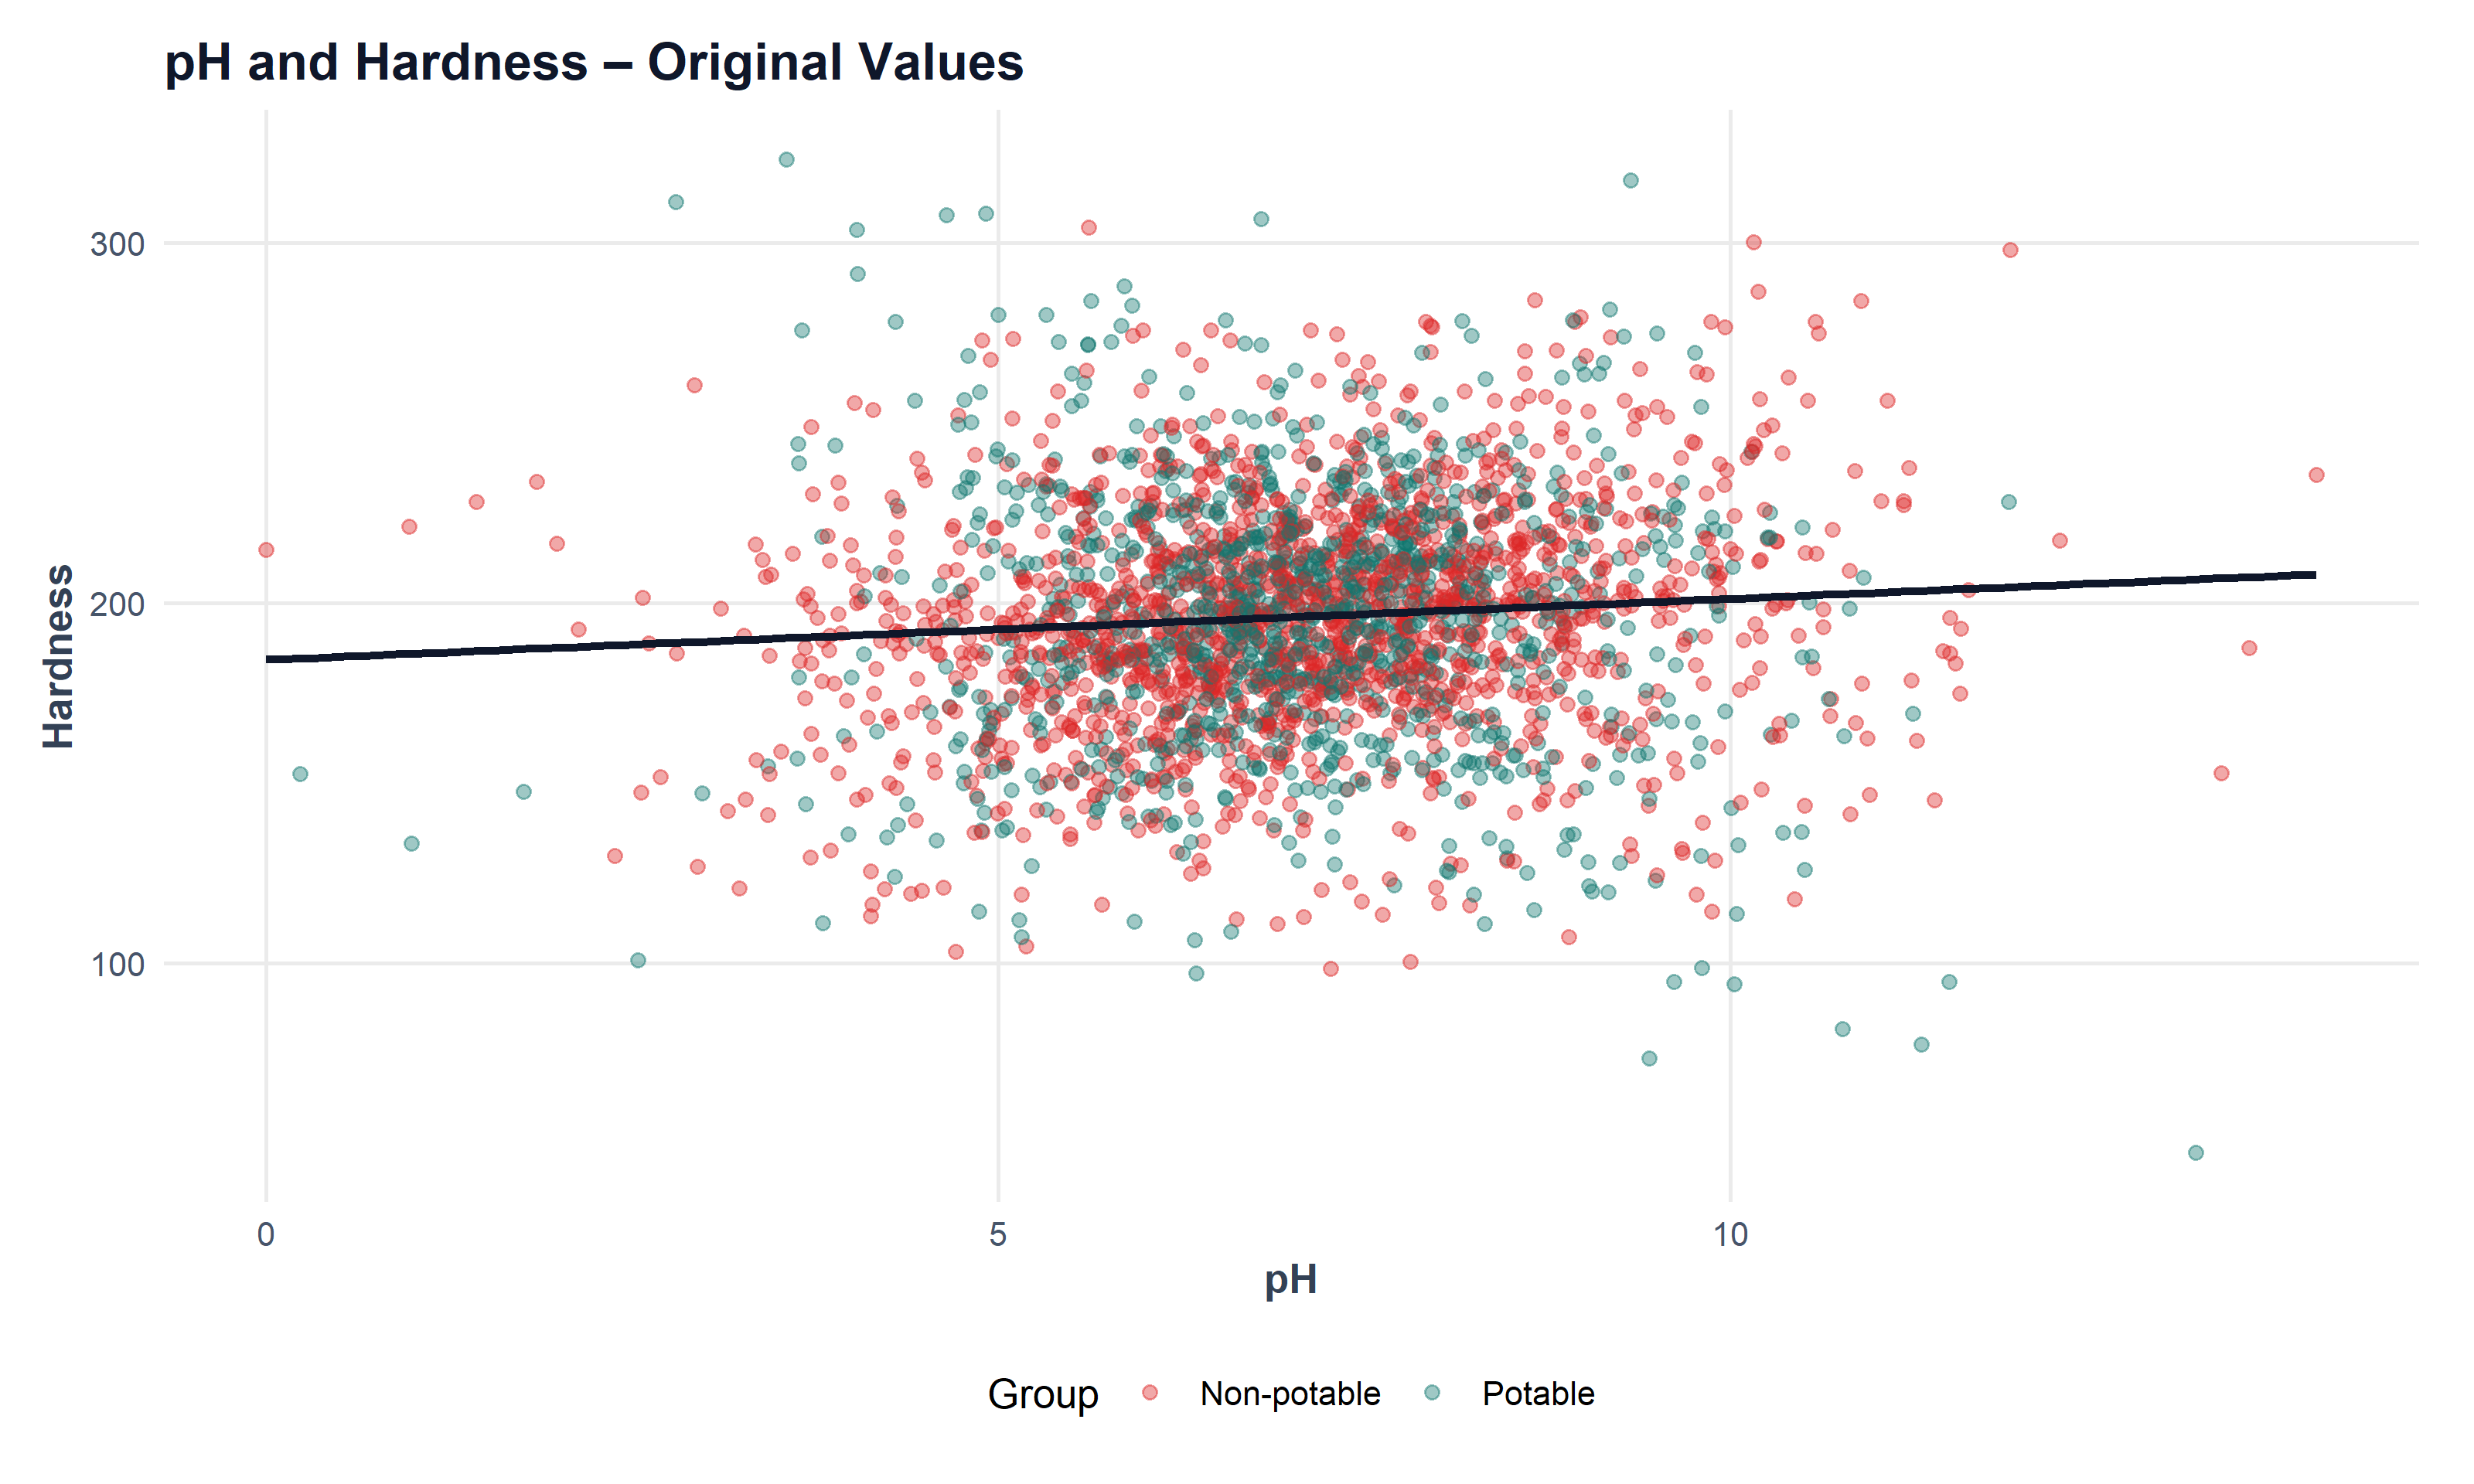 pH and Hardness – Original Values
300
200
100
Hardness
0 5 10
pH
Group Non-potable Potable